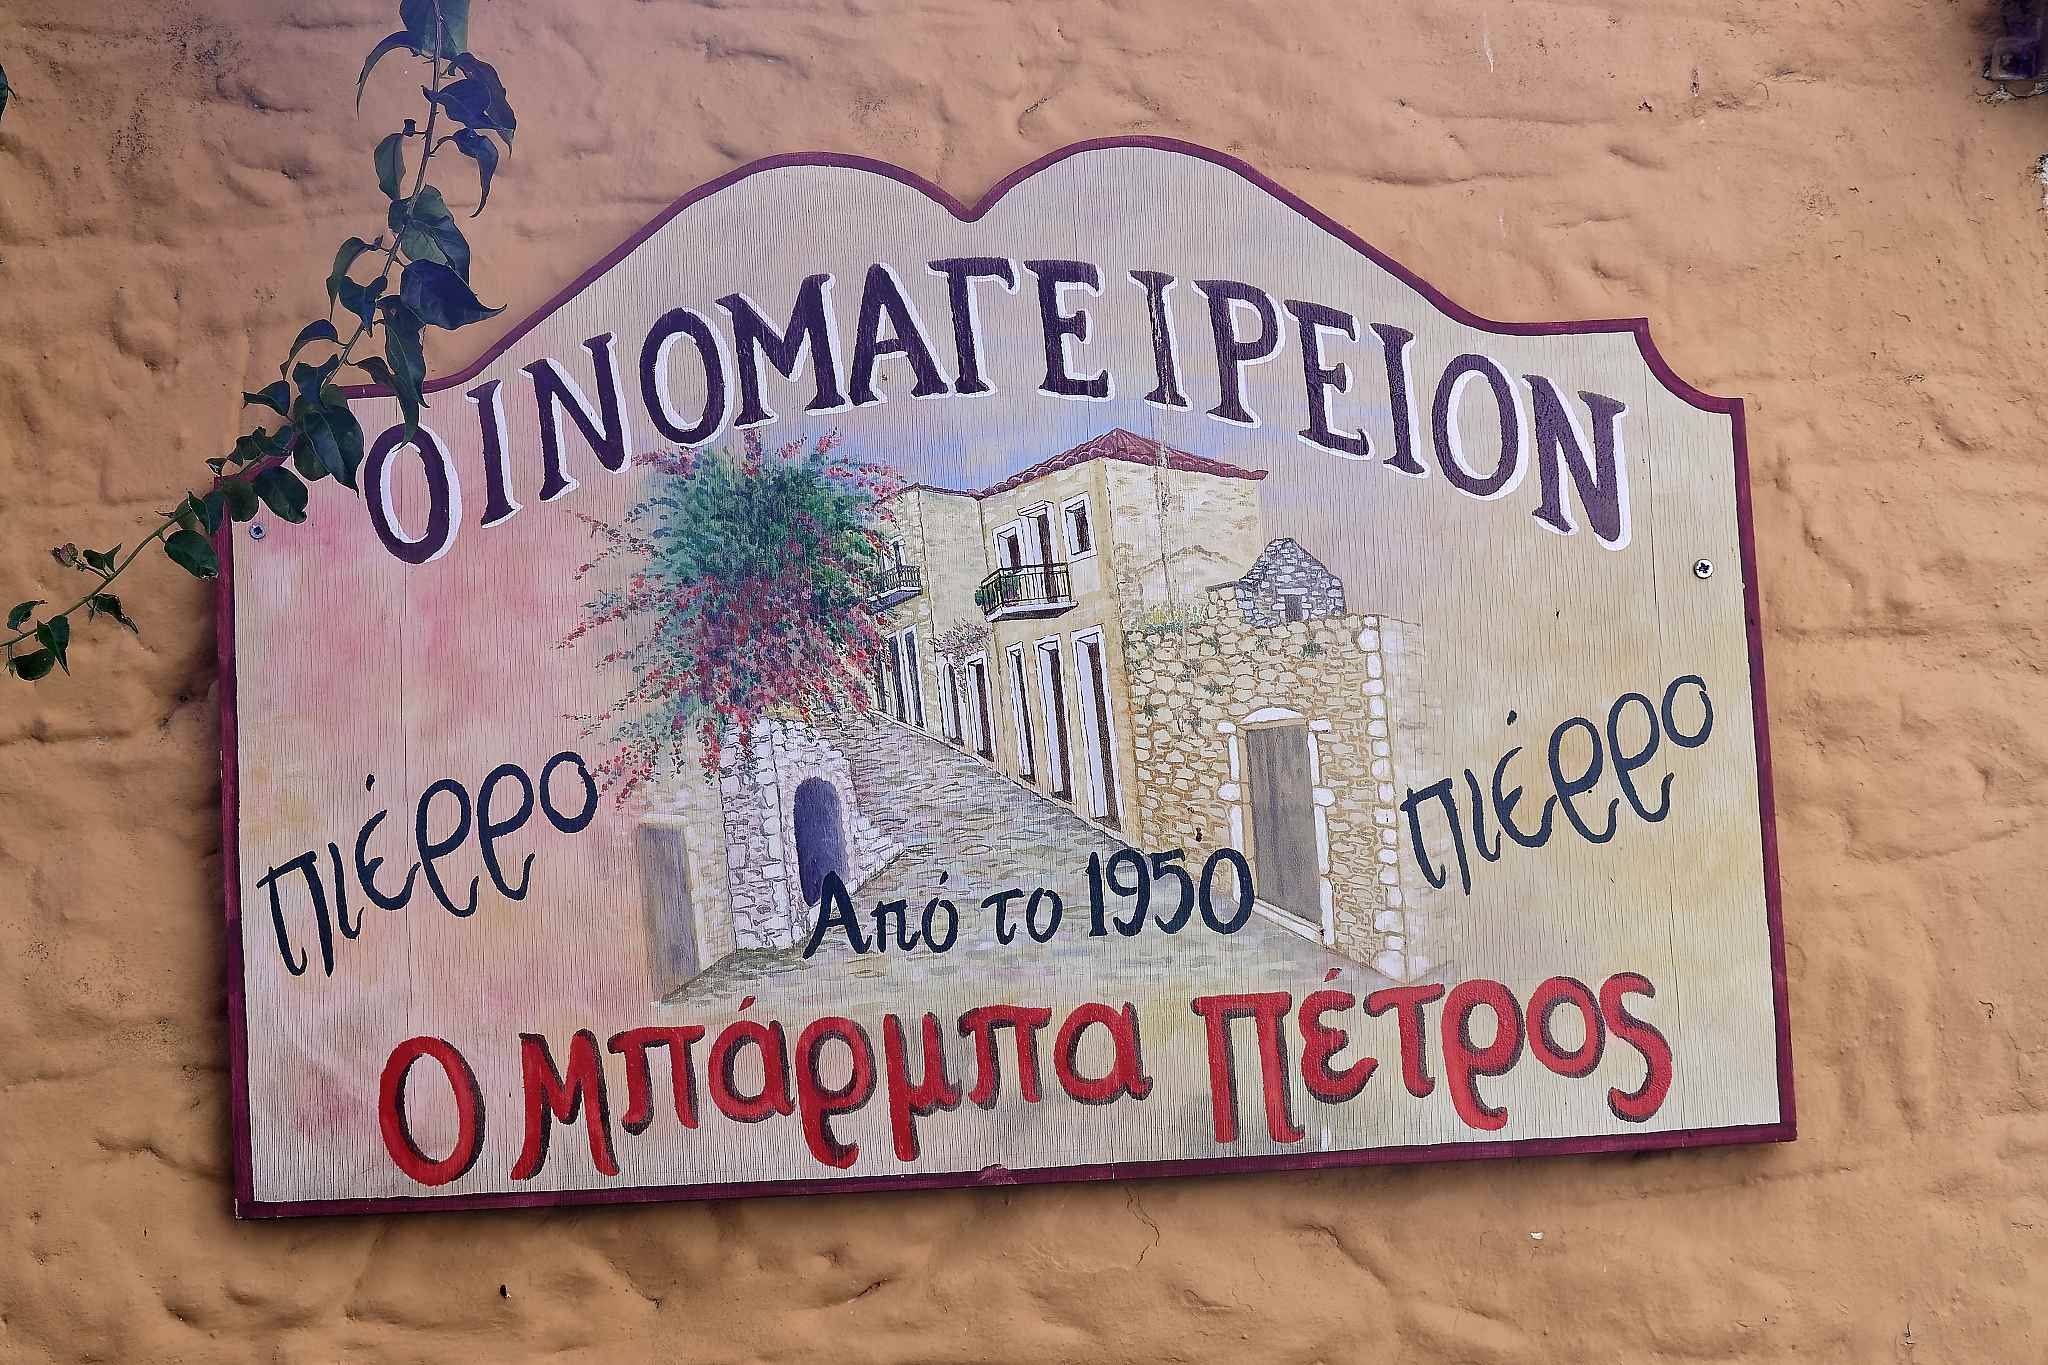 ΟΙΝΟΜΑΓΕΙΡΕΙΟΝ
πιέρρο πιέρρο
Από το 1950
Ο Μπάρμπα Πέτρος